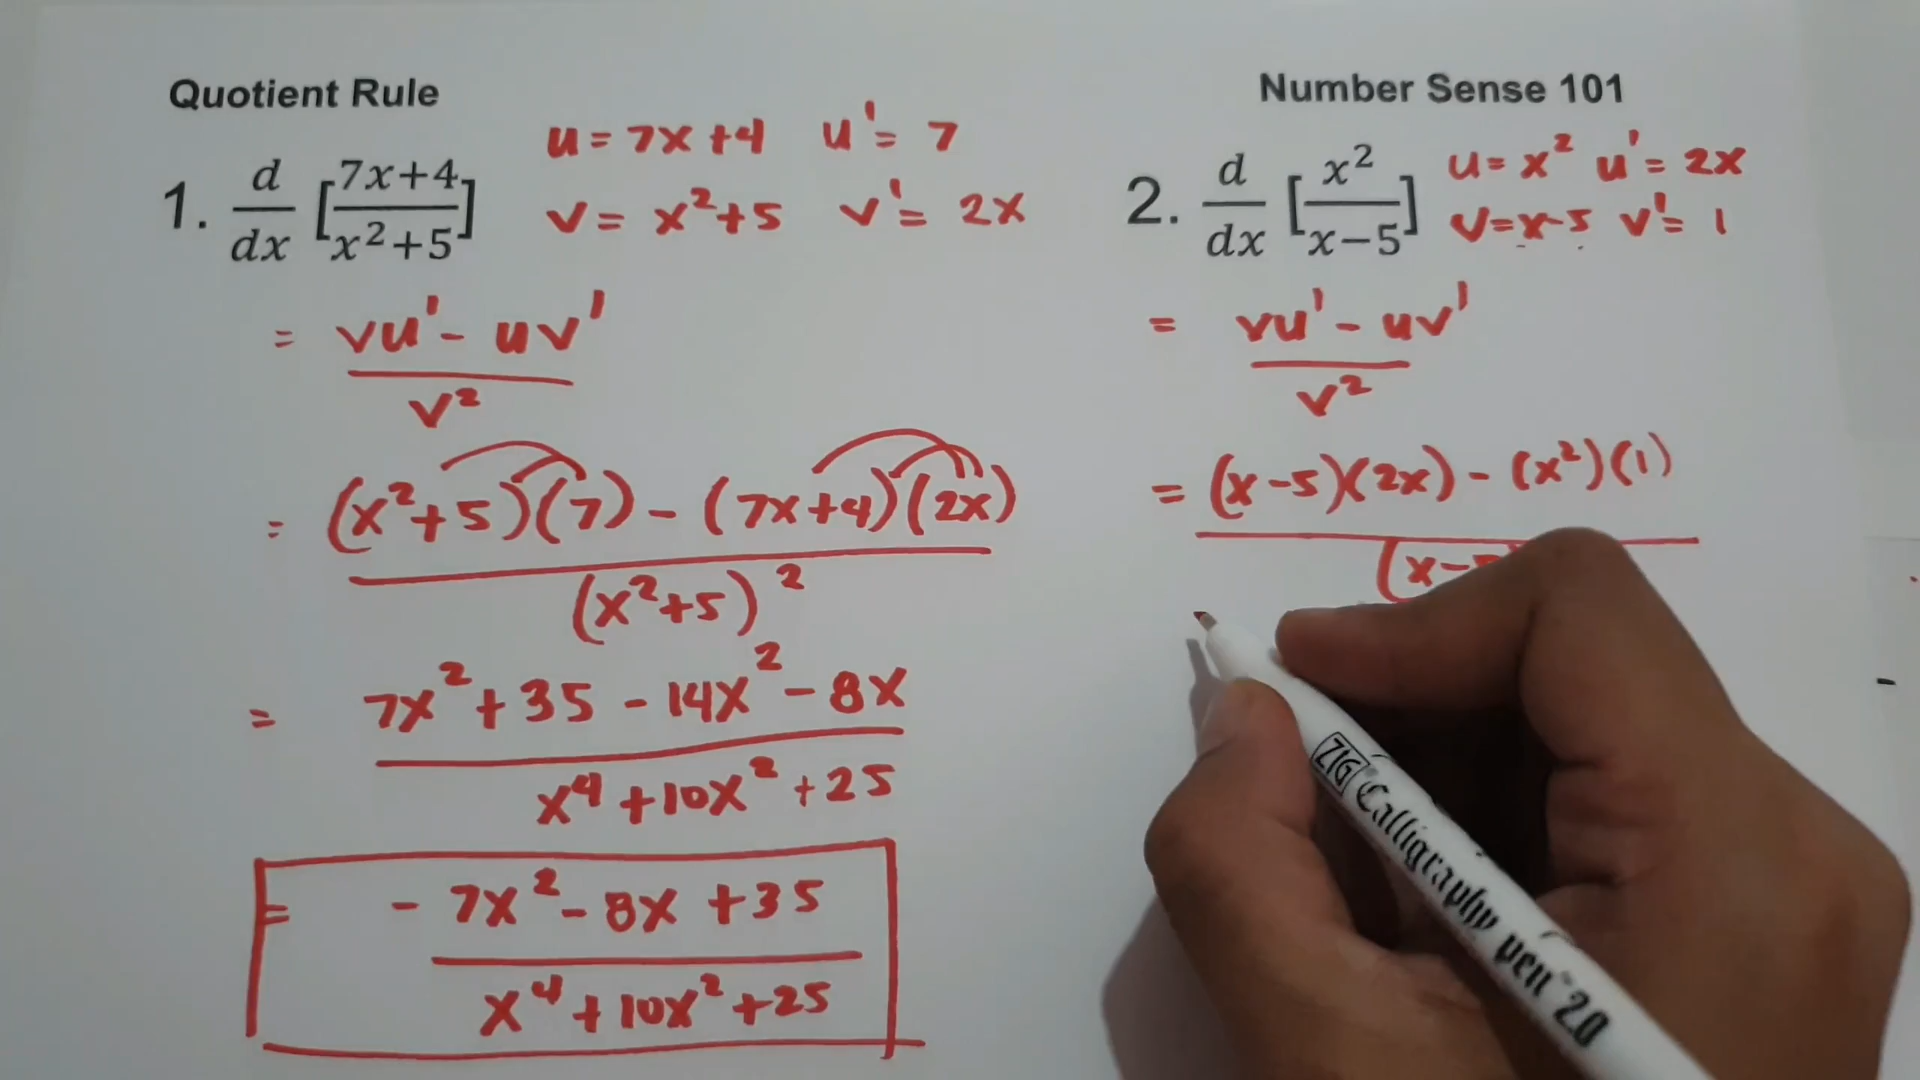 Quotient Rule
1. d/dx [7x+4/x²+5]
u = 7x+4 u' = 7
v = x²+5 v' = 2x
= vu' - uv'
v²
= (x²+5)(7) - (7x+4)(2x)
(x²+5)²
= 7x² + 35 - 14x² - 8x
x⁴ + 10x² + 25
= - 7x² - 8x + 35
x⁴ + 10x² + 25
Number Sense 101
2. d/dx [x²/x-5]
u = x² u' = 2x
v = x-5 v' = 1
= vu' - uv'
v²
= (x-5)(2x) - (x²)(1)
(x-
ZIG Calligraphy pen 2.0